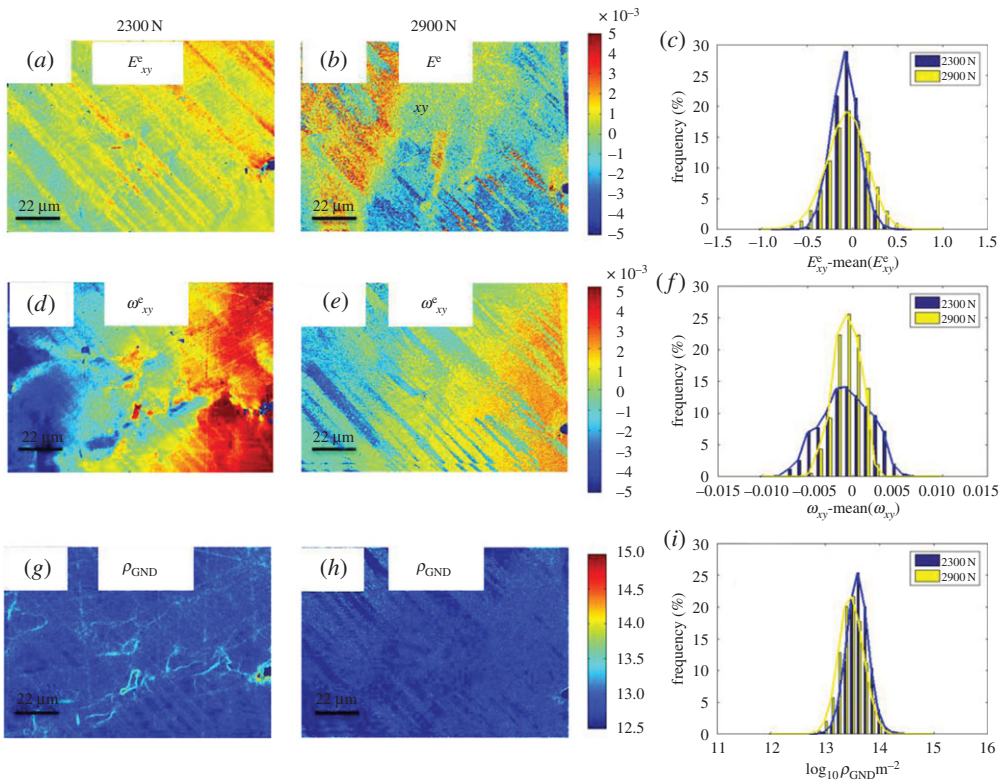 2300 N
2900 N
(a)
E^e_xy
22 µm
(b)
E^e
xy
22 µm
× 10⁻³
5
4
3
2
1
0
–1
–2
–3
–4
–5
(c)
30
25
20
15
10
5
0
frequency (%)
2300 N
2900 N
–1.5
–1.0
–0.5
0
0.5
1.0
1.5
E^e_xy-mean(E^e_xy)
(d)
ω^e_xy
22 µm
(e)
ω^e_xy
22 µm
× 10⁻³
5
4
3
2
1
0
–1
–2
–3
–4
–5
(f)
30
25
20
15
10
5
0
frequency (%)
2300 N
2900 N
–0.015
–0.010
–0.005
0
0.005
0.010
0.015
ω_xy-mean(ω_xy)
(g)
ρ_GND
22 µm
(h)
ρ_GND
22 µm
15.0
14.5
14.0
13.5
13.0
12.5
(i)
30
25
20
15
10
5
0
frequency (%)
2300 N
2900 N
11
12
13
14
15
16
log₁₀ ρ_GND m⁻²